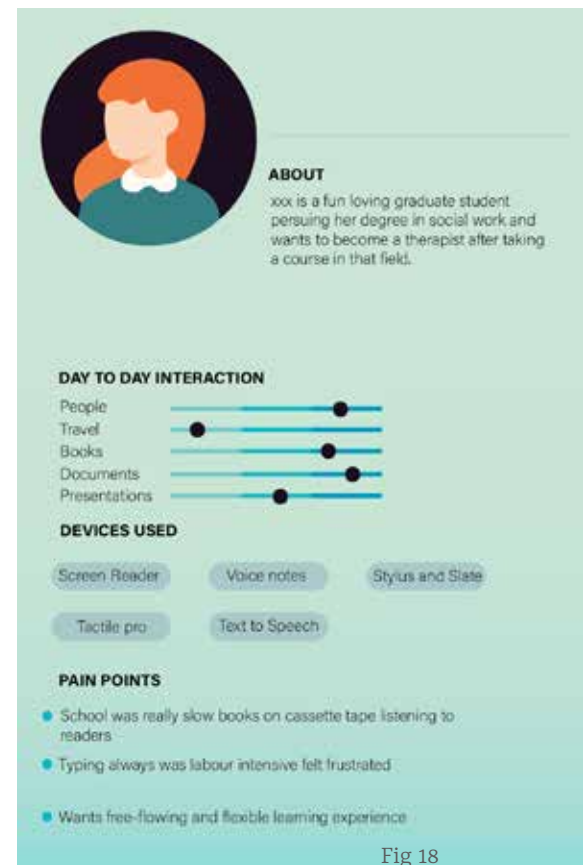 ABOUT
xxx is a fun loving graduate student
persuing her degree in social work and
wants to become a therapist after taking
a course in that field.
DAY TO DAY INTERACTION
People
Travel
Books
Documents
Presentations
DEVICES USED
Screen Reader
Voice notes
Stylus and Slate
Tactile pro
Text to Speech
PAIN POINTS
School was really slow books on cassette tape listening to
readers
Typing always was labour intensive felt frustrated
Wants free-flowing and flexible learning experience
Fig 18